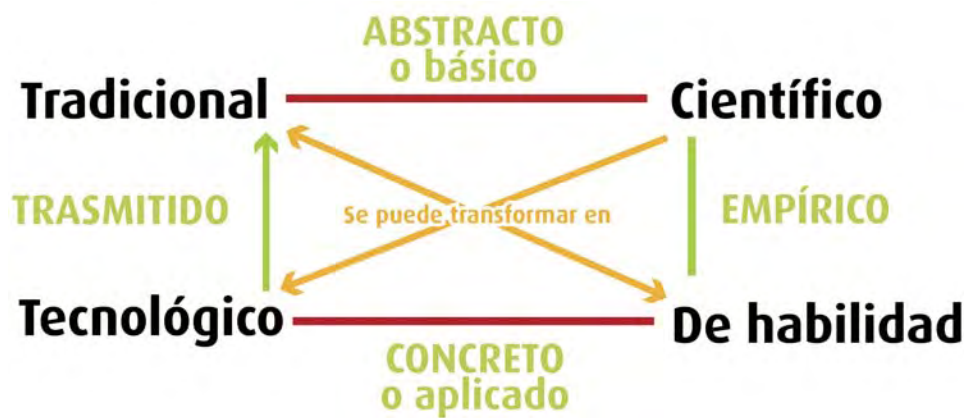 ABSTRACTO
o básico
Tradicional
Científico
TRASMITIDO
Se puede transformar en
EMPÍRICO
Tecnológico
De habilidad
CONCRETO
o aplicado